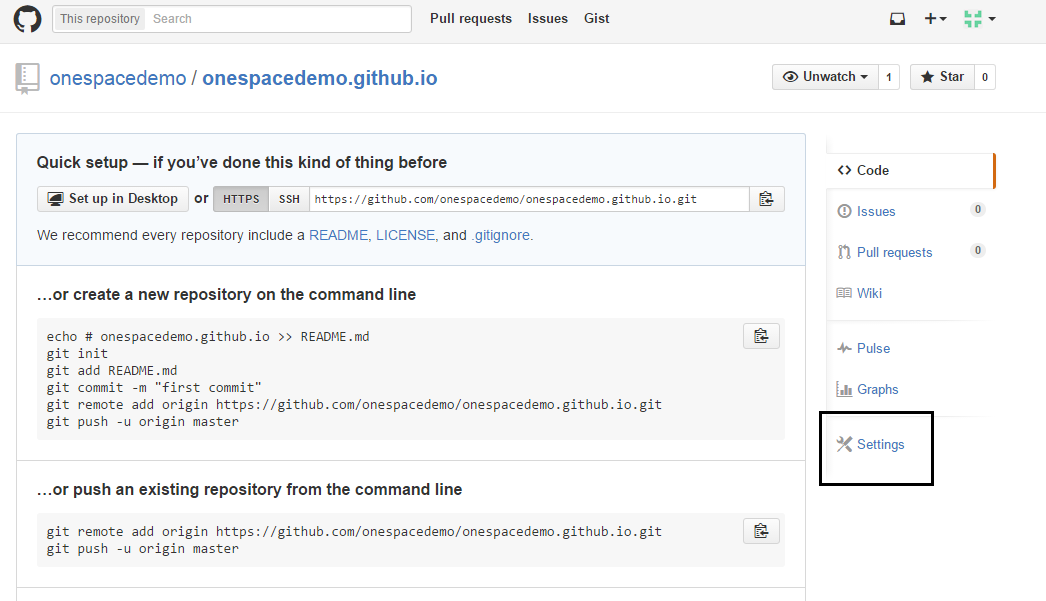 This repository Search Pull requests Issues Gist
onespacedemo / onespacedemo.github.io Unwatch 1 Star 0
Quick setup — if you’ve done this kind of thing before
Set up in Desktop or HTTPS SSH https://github.com/onespacedemo/onespacedemo.github.io.git
We recommend every repository include a README, LICENSE, and .gitignore.
…or create a new repository on the command line
echo # onespacedemo.github.io >> README.md
git init
git add README.md
git commit -m "first commit"
git remote add origin https://github.com/onespacedemo/onespacedemo.github.io.git
git push -u origin master
…or push an existing repository from the command line
git remote add origin https://github.com/onespacedemo/onespacedemo.github.io.git
git push -u origin master
Code
Issues 0
Pull requests 0
Wiki
Pulse
Graphs
Settings